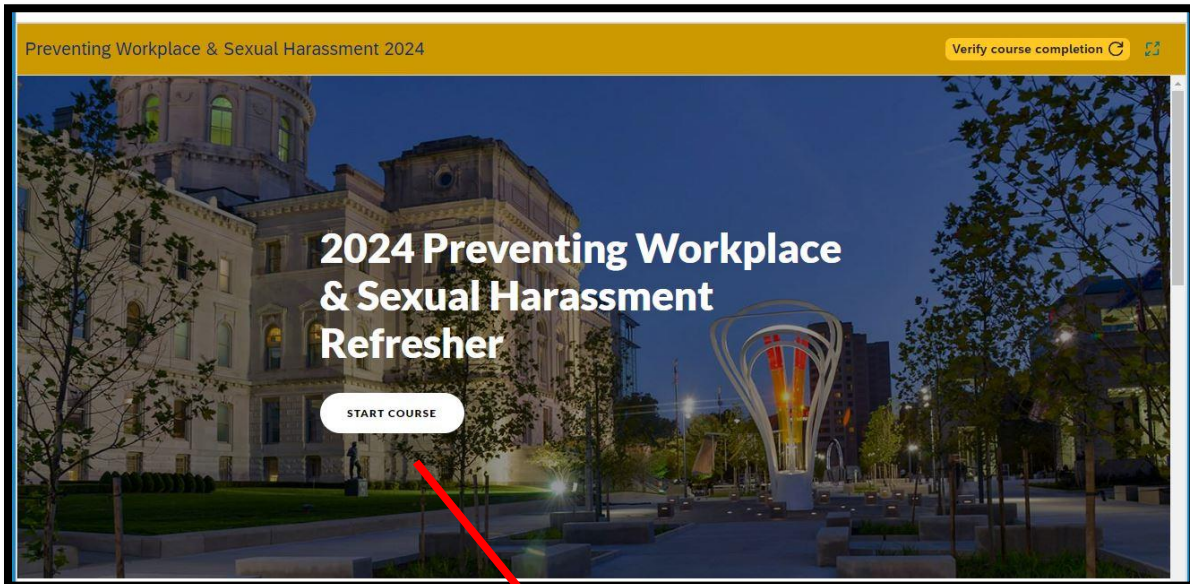 Preventing Workplace & Sexual Harassment 2024
Verify course completion
2024 Preventing Workplace
& Sexual Harassment
Refresher
START COURSE